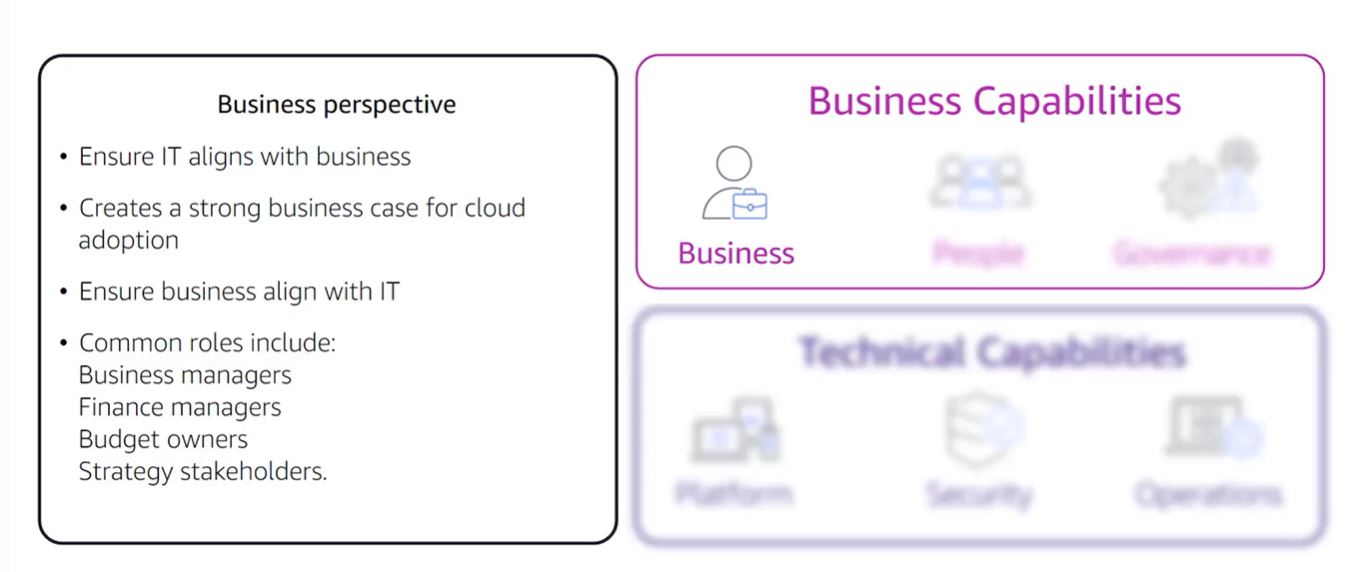 Business perspective
• Ensure IT aligns with business
• Creates a strong business case for cloud
adoption
• Ensure business align with IT
• Common roles include:
Business managers
Finance managers
Budget owners
Strategy stakeholders.
Business Capabilities
Business
People
Governance
Technical Capabilities
Platform
Security
Operations